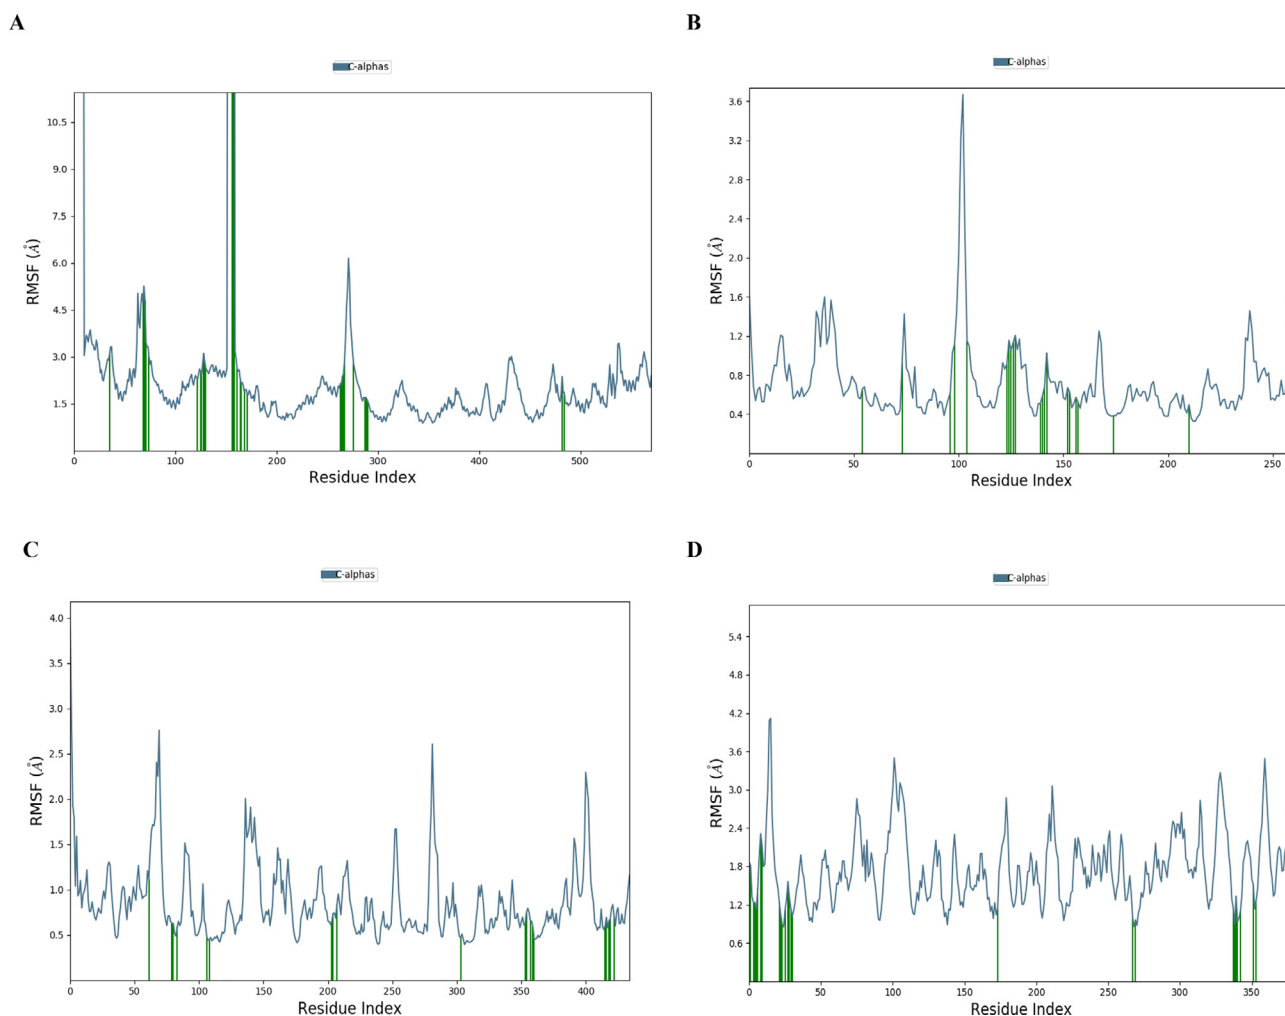 A
C-alphas
10.5
9.0
7.5
6.0
4.5
3.0
1.5
RMSF (Å)
0 100 200 300 400 500
Residue Index
B
C-alphas
3.6
3.2
2.8
2.4
2.0
1.6
1.2
0.8
0.4
RMSF (Å)
0 50 100 150 200 250
Residue Index
C
C-alphas
4.0
3.5
3.0
2.5
2.0
1.5
1.0
0.5
RMSF (Å)
0 50 100 150 200 250 300 350 400
Residue Index
D
C-alphas
5.4
4.8
4.2
3.6
3.0
2.4
1.8
1.2
0.6
RMSF (Å)
0 50 100 150 200 250 300 350
Residue Index